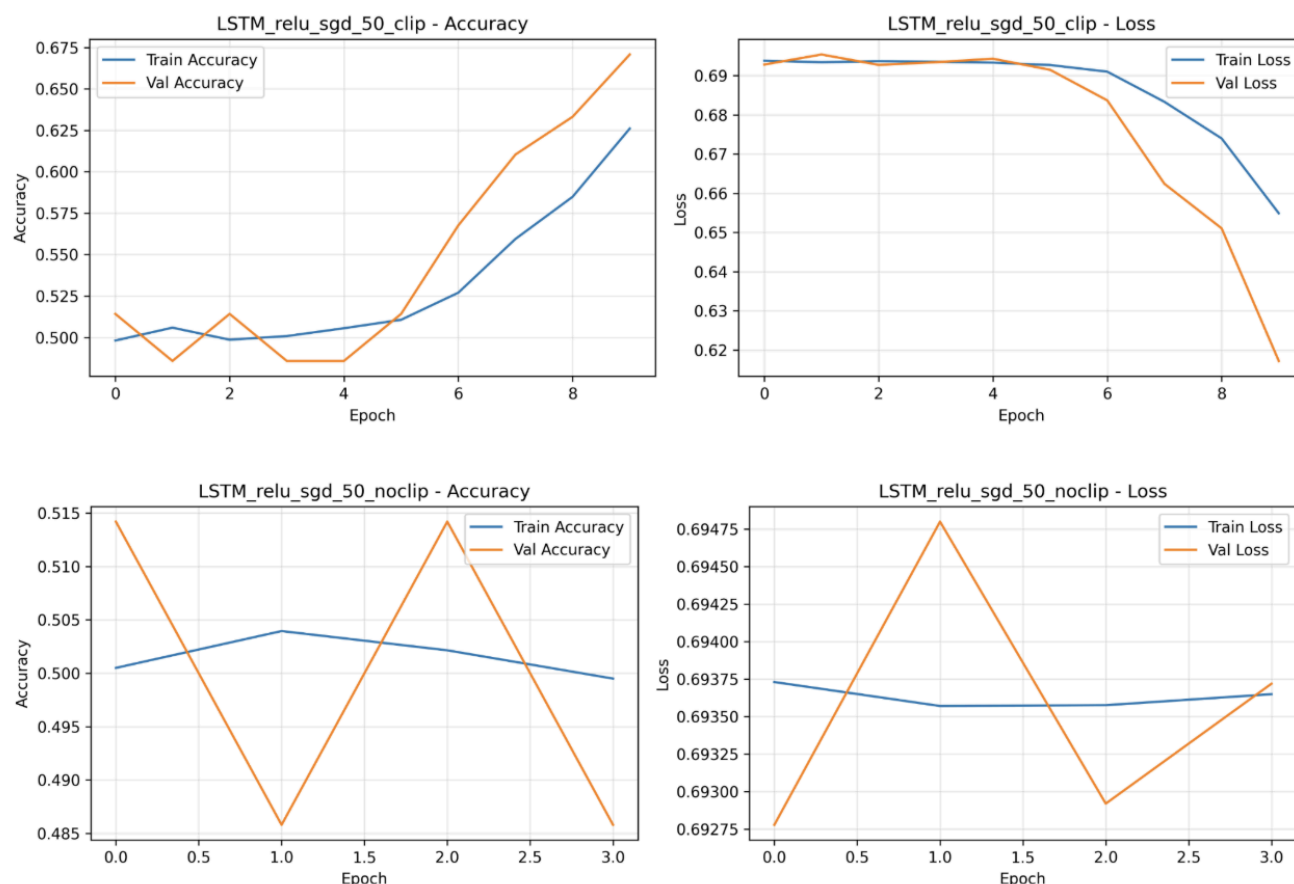 LSTM_relu_sgd_50_clip - Accuracy
0.675
0.650
0.625
0.600
0.575
0.550
0.525
0.500
Accuracy
Train Accuracy
Val Accuracy
0 2 4 6 8
Epoch
LSTM_relu_sgd_50_clip - Loss
0.69
0.68
0.67
0.66
0.65
0.64
0.63
0.62
Loss
Train Loss
Val Loss
0 2 4 6 8
Epoch
LSTM_relu_sgd_50_noclip - Accuracy
0.515
0.510
0.505
0.500
0.495
0.490
0.485
Accuracy
Train Accuracy
Val Accuracy
0.0 0.5 1.0 1.5 2.0 2.5 3.0
Epoch
LSTM_relu_sgd_50_noclip - Loss
0.69475
0.69450
0.69425
0.69400
0.69375
0.69350
0.69325
0.69300
0.69275
Loss
Train Loss
Val Loss
0.0 0.5 1.0 1.5 2.0 2.5 3.0
Epoch